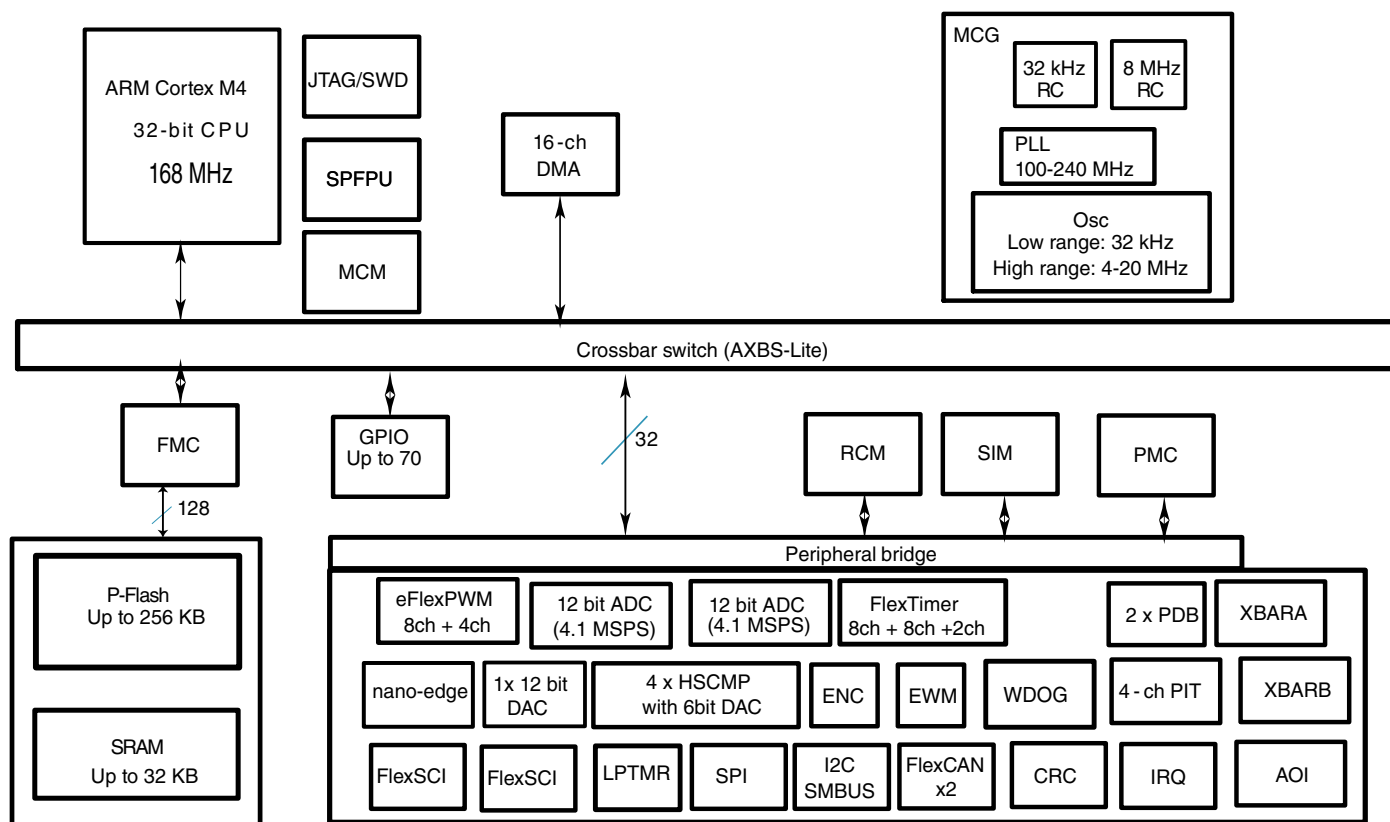 ARM Cortex M4
32-bit CPU
168 MHz
JTAG/SWD
SPFPU
MCM
16-ch
DMA
MCG
32 kHz
RC
8 MHz
RC
PLL
100-240 MHz
Osc
Low range: 32 kHz
High range: 4-20 MHz
Crossbar switch (AXBS-Lite)
FMC
GPIO
Up to 70
32
RCM
SIM
PMC
128
P-Flash
Up to 256 KB
SRAM
Up to 32 KB
Peripheral bridge
eFlexPWM
8ch + 4ch
12 bit ADC
(4.1 MSPS)
12 bit ADC
(4.1 MSPS)
FlexTimer
8ch + 8ch +2ch
2 x PDB
XBARA
nano-edge
1x 12 bit
DAC
4 x HSCMP
with 6bit DAC
ENC
EWM
WDOG
4-ch PIT
XBARB
FlexSCI
FlexSCI
LPTMR
SPI
I2C
SMBUS
FlexCAN
x2
CRC
IRQ
AOI